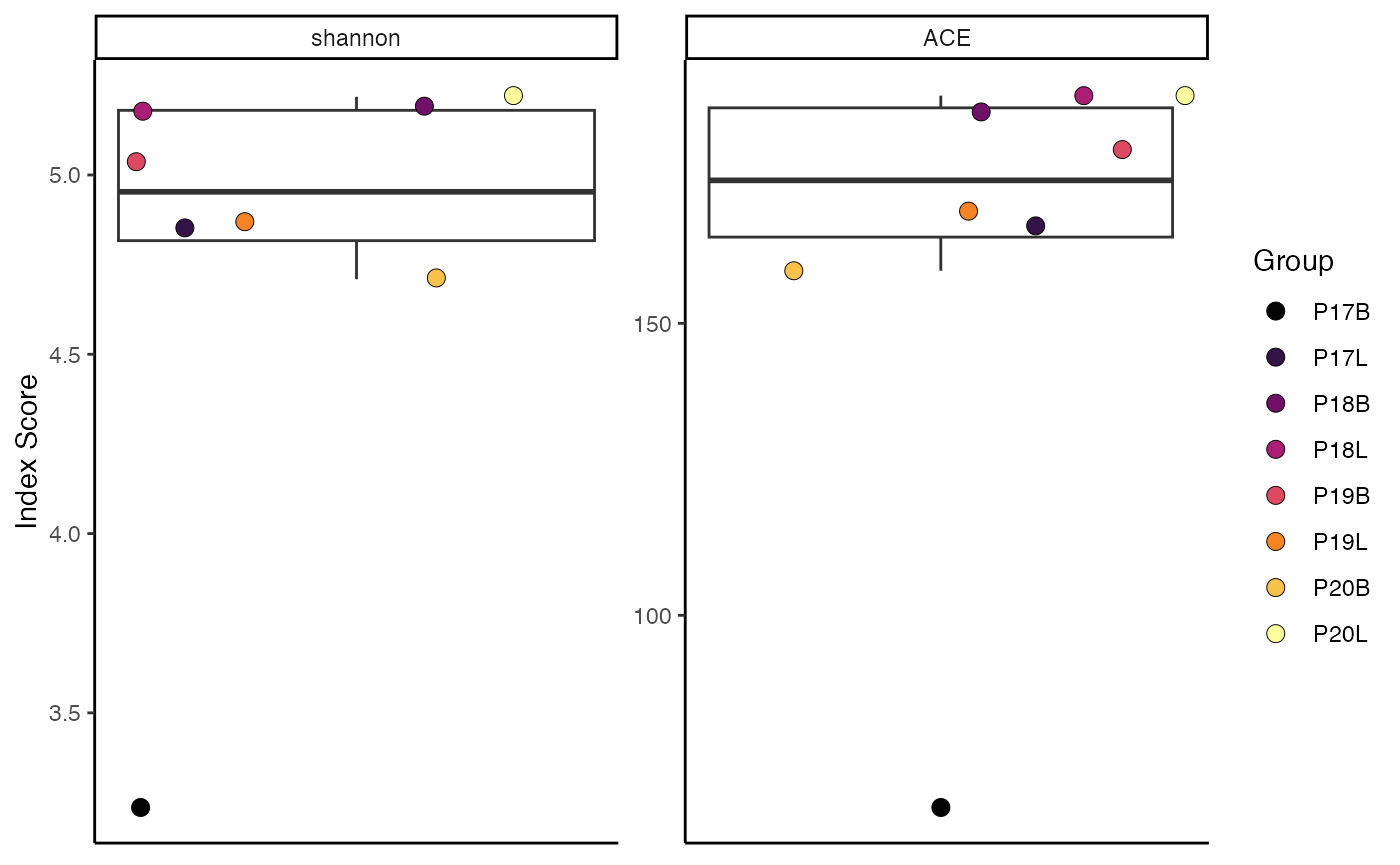 shannon
ACE
Index Score
5.0
4.5
4.0
3.5
150
100
Group
P17B
P17L
P18B
P18L
P19B
P19L
P20B
P20L